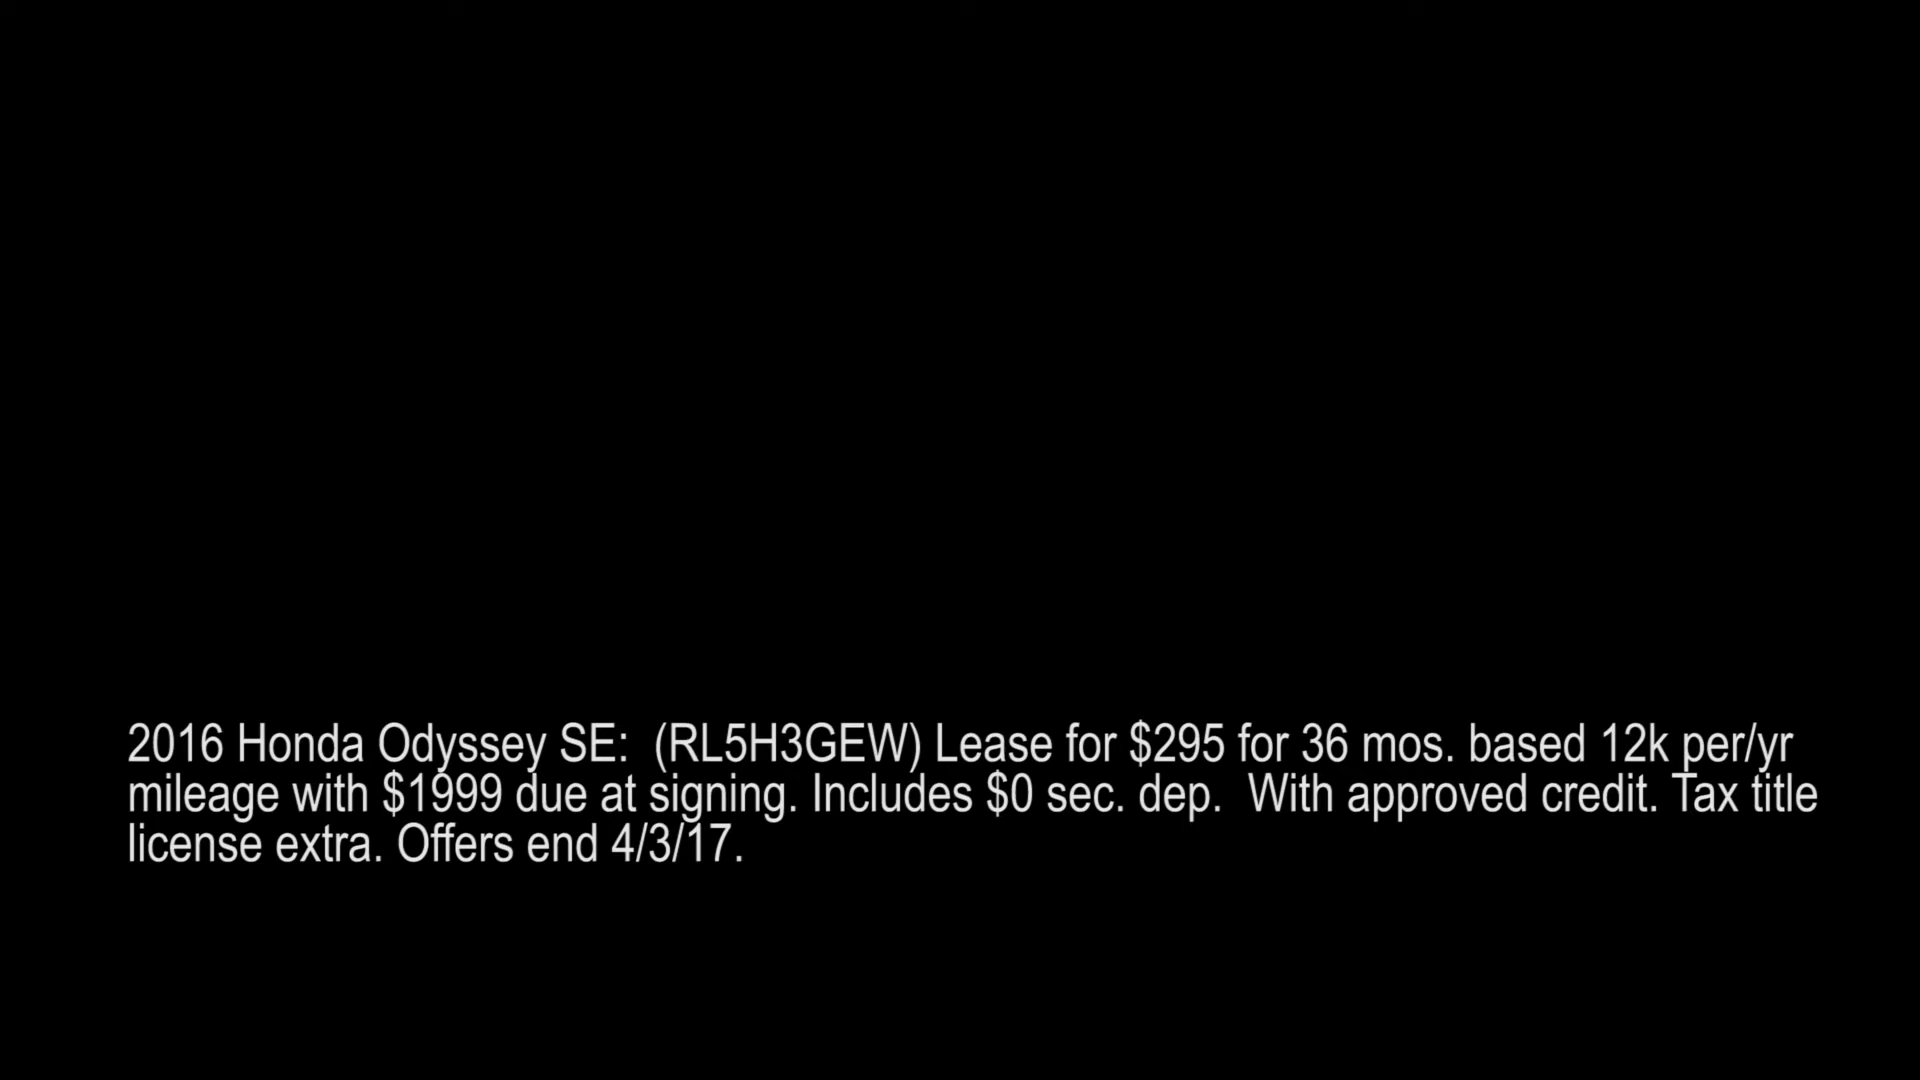 2016 Honda Odyssey SE:  (RL5H3GEW) Lease for $295 for 36 mos. based 12k per/yr
mileage with $1999 due at signing. Includes $0 sec. dep.  With approved credit. Tax title
license extra. Offers end 4/3/17.